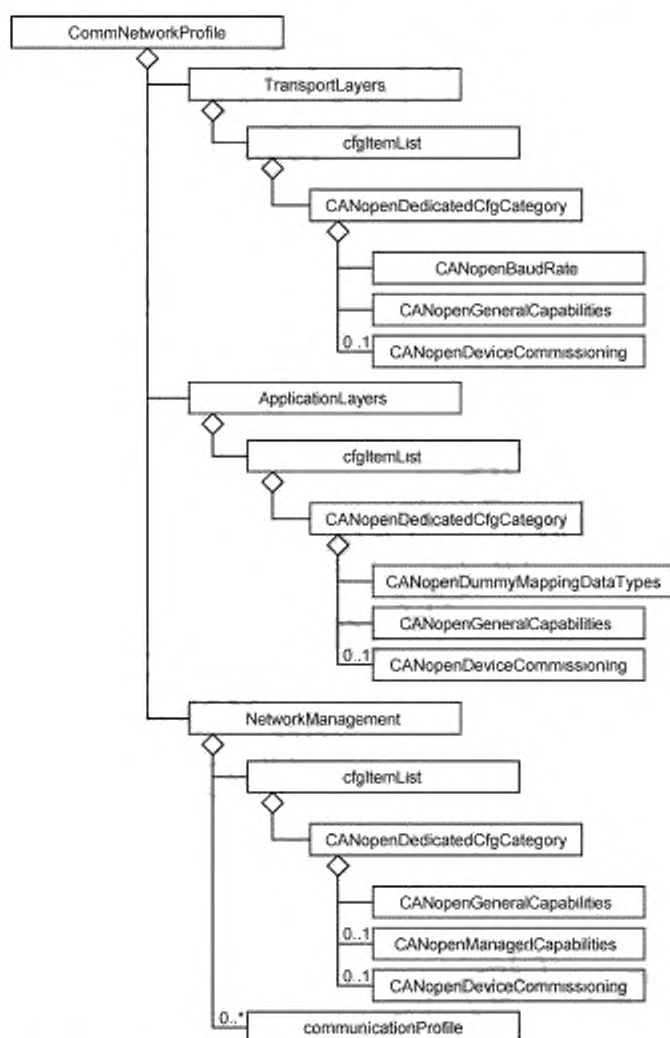 CommNetworkProfile
TransportLayers
cfgItemList
CANopenDedicatedCfgCategory
CANopenBaudRate
CANopenGeneralCapabilities
0..1
CANopenDeviceCommissioning
ApplicationLayers
cfgItemList
CANopenDedicatedCfgCategory
CANopenDummyMappingDataTypes
CANopenGeneralCapabilities
0..1
CANopenDeviceCommissioning
NetworkManagement
cfgItemList
CANopenDedicatedCfgCategory
CANopenGeneralCapabilities
0..1
CANopenManagerlCapabilities
0..1
CANopenDeviceCommissioning
0..*
communicationProfile